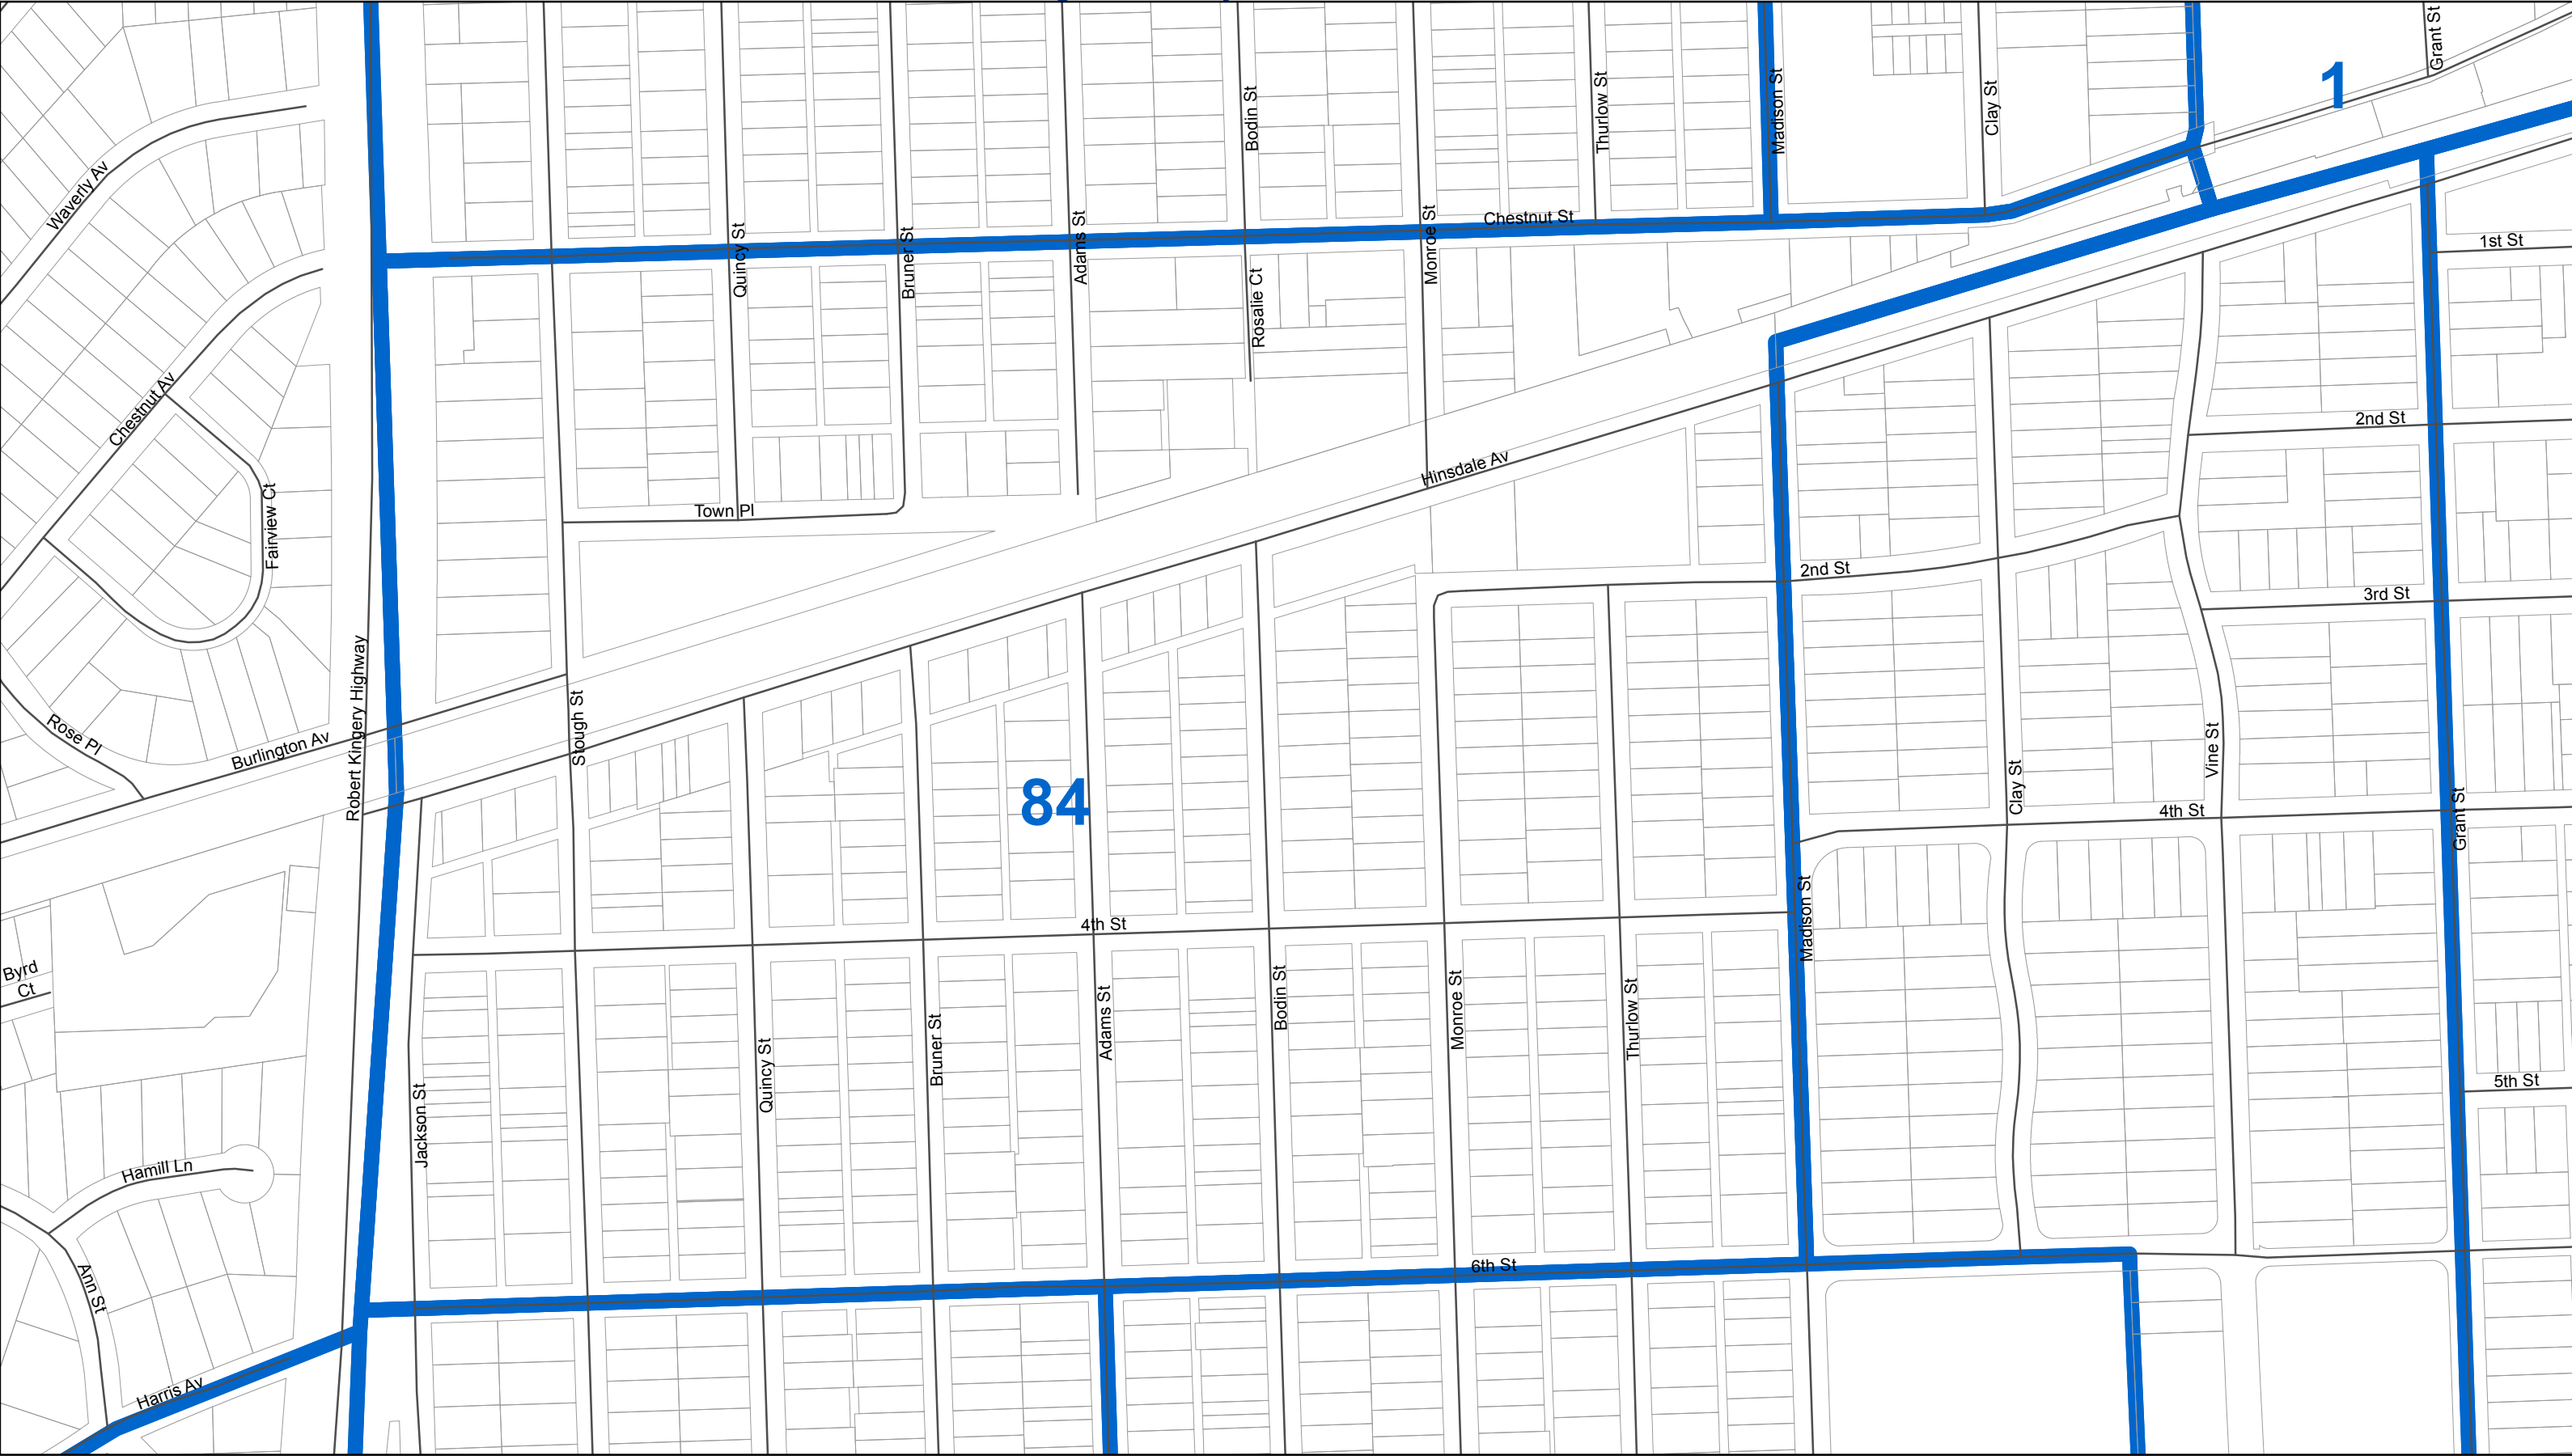 Grant St
1
Waverly Av
Bodin St
Thurlow St
Madison St
Clay St
Chestnut St
Quincy St
Bruner St
Adams St
Monroe St
1st St
Rosalie Ct
Chestnut Av
2nd St
Hinsdale Av
Fairview Ct
Town Pl
2nd St
3rd St
Robert Kingery Highway
Rose Pl
Burlington Av
Stough St
84
Clay St
Vine St
4th St
Grant St
4th St
Madison St
Byrd
Ct
Jackson St
Quincy St
Bruner St
Adams St
Bodin St
Monroe St
Thurlow St
5th St
Hamill Ln
Ann St
6th St
Harris Av